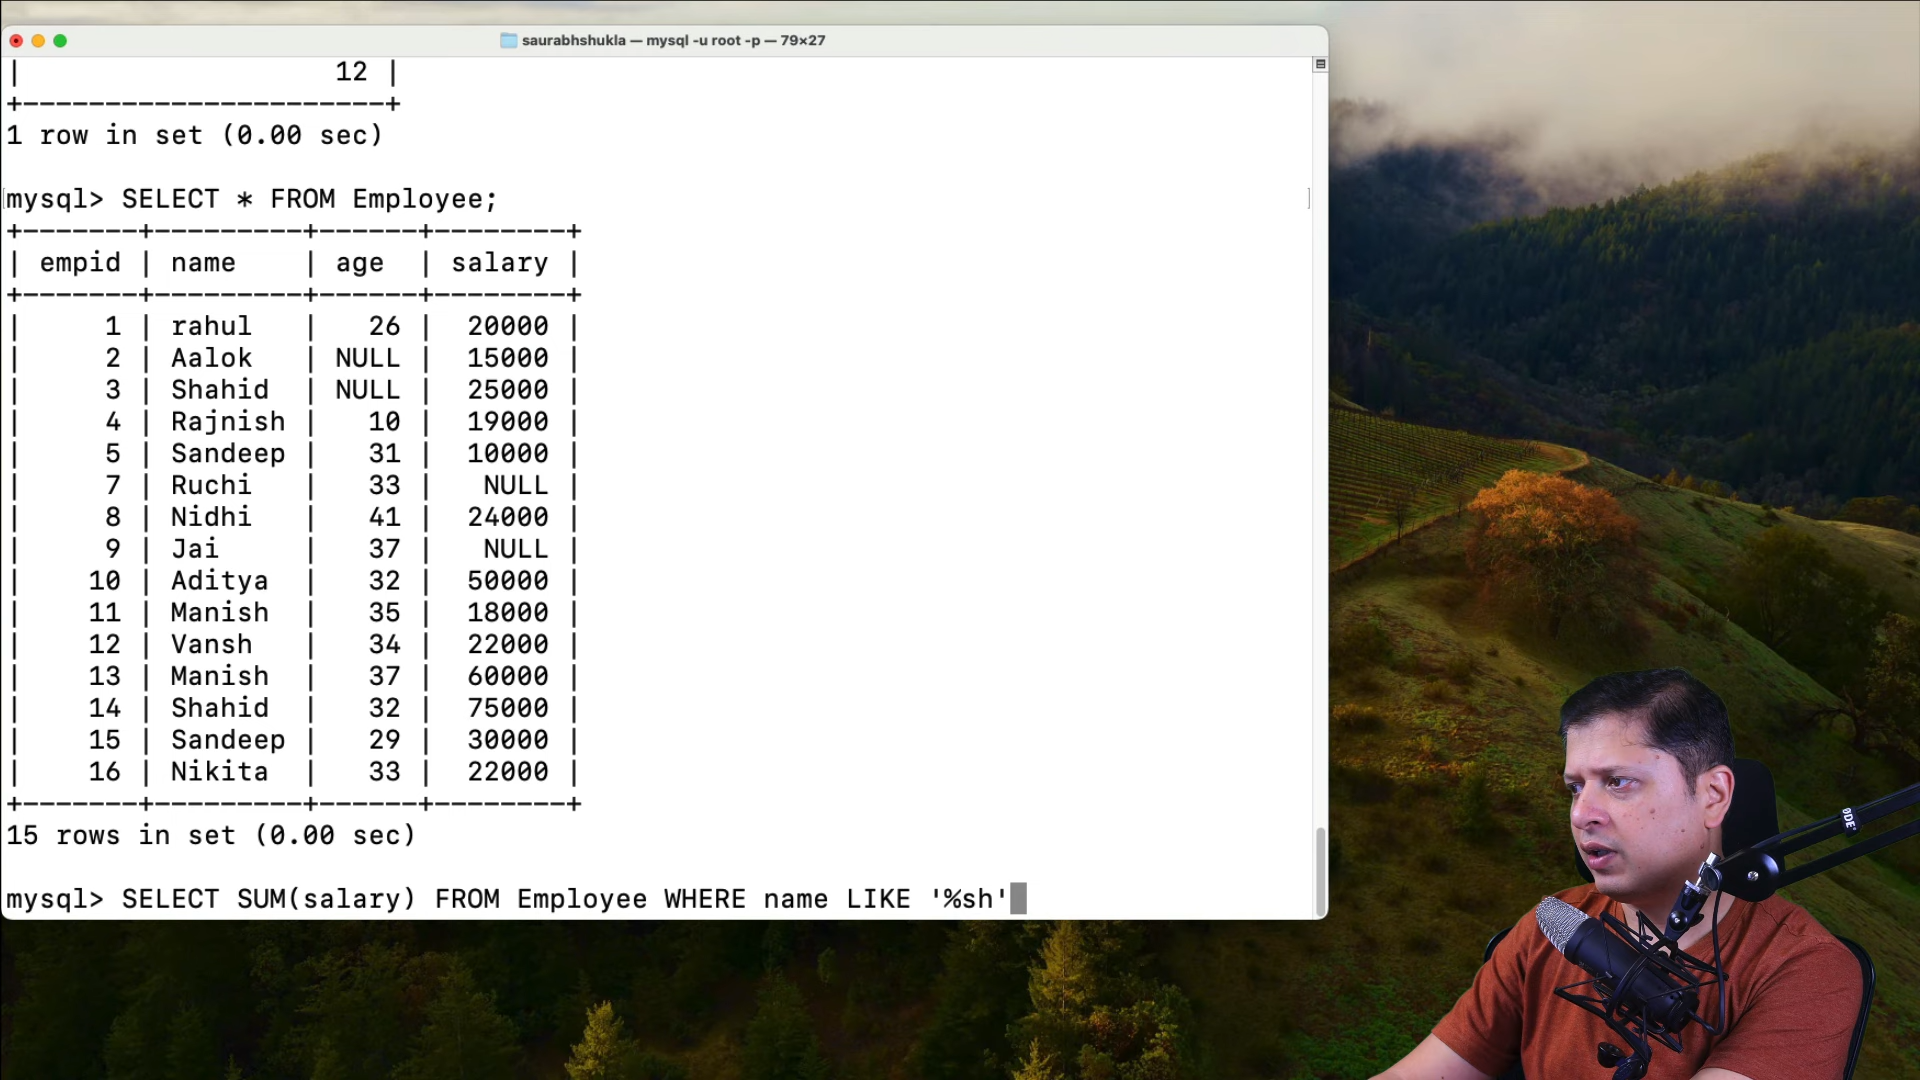 saurabhshukla — mysql -u root -p — 79×27
|                      12 |
+----------------------+
1 row in set (0.00 sec)
mysql> SELECT * FROM Employee;
+-------+---------+------+--------+
| empid | name     | age  | salary |
+-------+---------+------+--------+
|     1 | rahul    |   26 |  20000 |
|     2 | Aalok    | NULL |  15000 |
|     3 | Shahid   | NULL |  25000 |
|     4 | Rajnish  |   10 |  19000 |
|     5 | Sandeep  |   31 |  10000 |
|     7 | Ruchi    |   33 |   NULL |
|     8 | Nidhi    |   41 |  24000 |
|     9 | Jai      |   37 |   NULL |
|    10 | Aditya   |   32 |  50000 |
|    11 | Manish   |   35 |  18000 |
|    12 | Vansh    |   34 |  22000 |
|    13 | Manish   |   37 |  60000 |
|    14 | Shahid   |   32 |  75000 |
|    15 | Sandeep  |   29 |  30000 |
|    16 | Nikita   |   33 |  22000 |
+-------+---------+------+--------+
15 rows in set (0.00 sec)
mysql> SELECT SUM(salary) FROM Employee WHERE name LIKE '%sh'